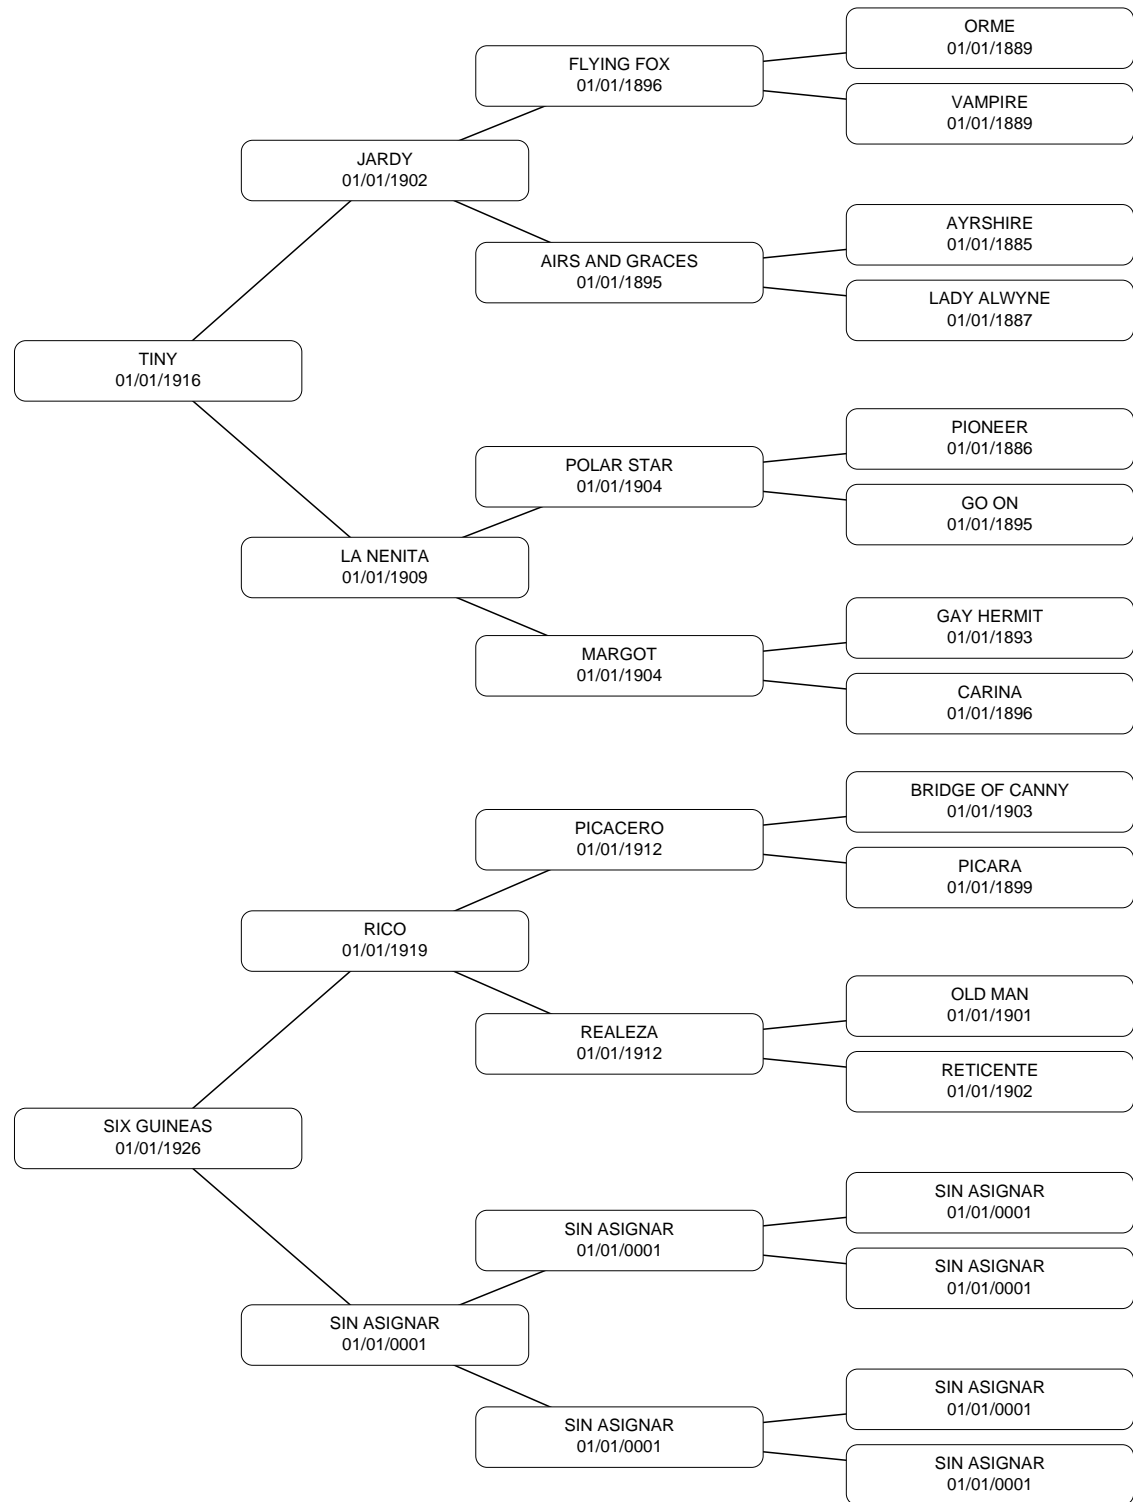 ORME
01/01/1889
FLYING FOX
01/01/1896
VAMPIRE
01/01/1889
JARDY
01/01/1902
AYRSHIRE
01/01/1885
AIRS AND GRACES
01/01/1895
LADY ALWYNE
01/01/1887
TINY
01/01/1916
PIONEER
01/01/1886
POLAR STAR
01/01/1904
GO ON
01/01/1895
LA NENITA
01/01/1909
GAY HERMIT
01/01/1893
MARGOT
01/01/1904
CARINA
01/01/1896
BRIDGE OF CANNY
01/01/1903
PICACERO
01/01/1912
PICARA
01/01/1899
RICO
01/01/1919
OLD MAN
01/01/1901
REALEZA
01/01/1912
RETICENTE
01/01/1902
SIX GUINEAS
01/01/1926
SIN ASIGNAR
01/01/0001
SIN ASIGNAR
01/01/0001
SIN ASIGNAR
01/01/0001
SIN ASIGNAR
01/01/0001
SIN ASIGNAR
01/01/0001
SIN ASIGNAR
01/01/0001
SIN ASIGNAR
01/01/0001